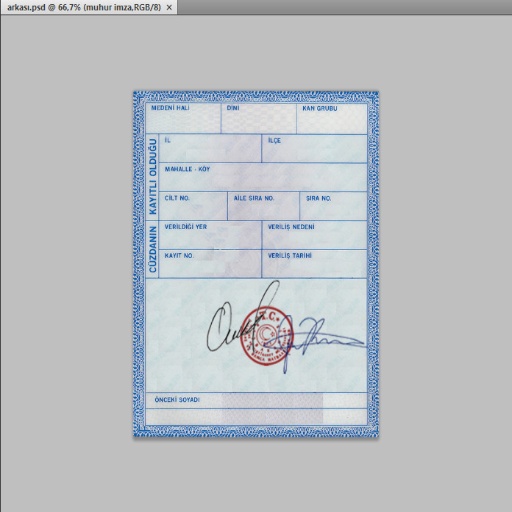 arkası.psd @ 66,7% (muhur imza,RGB/8) ×
MEDENİ HALİ DİNİ KAN GRUBU
İL İLÇE
MAHALLE - KÖY
CİLT NO. AİLE SIRA NO. SIRA NO.
VERİLDİĞİ YER VERİLİŞ NEDENİ
KAYIT NO. VERİLİŞ TARİHİ
CÜZDANIN KAYITLI OLDUĞU
T.C.
ÖNCEKİ SOYADI